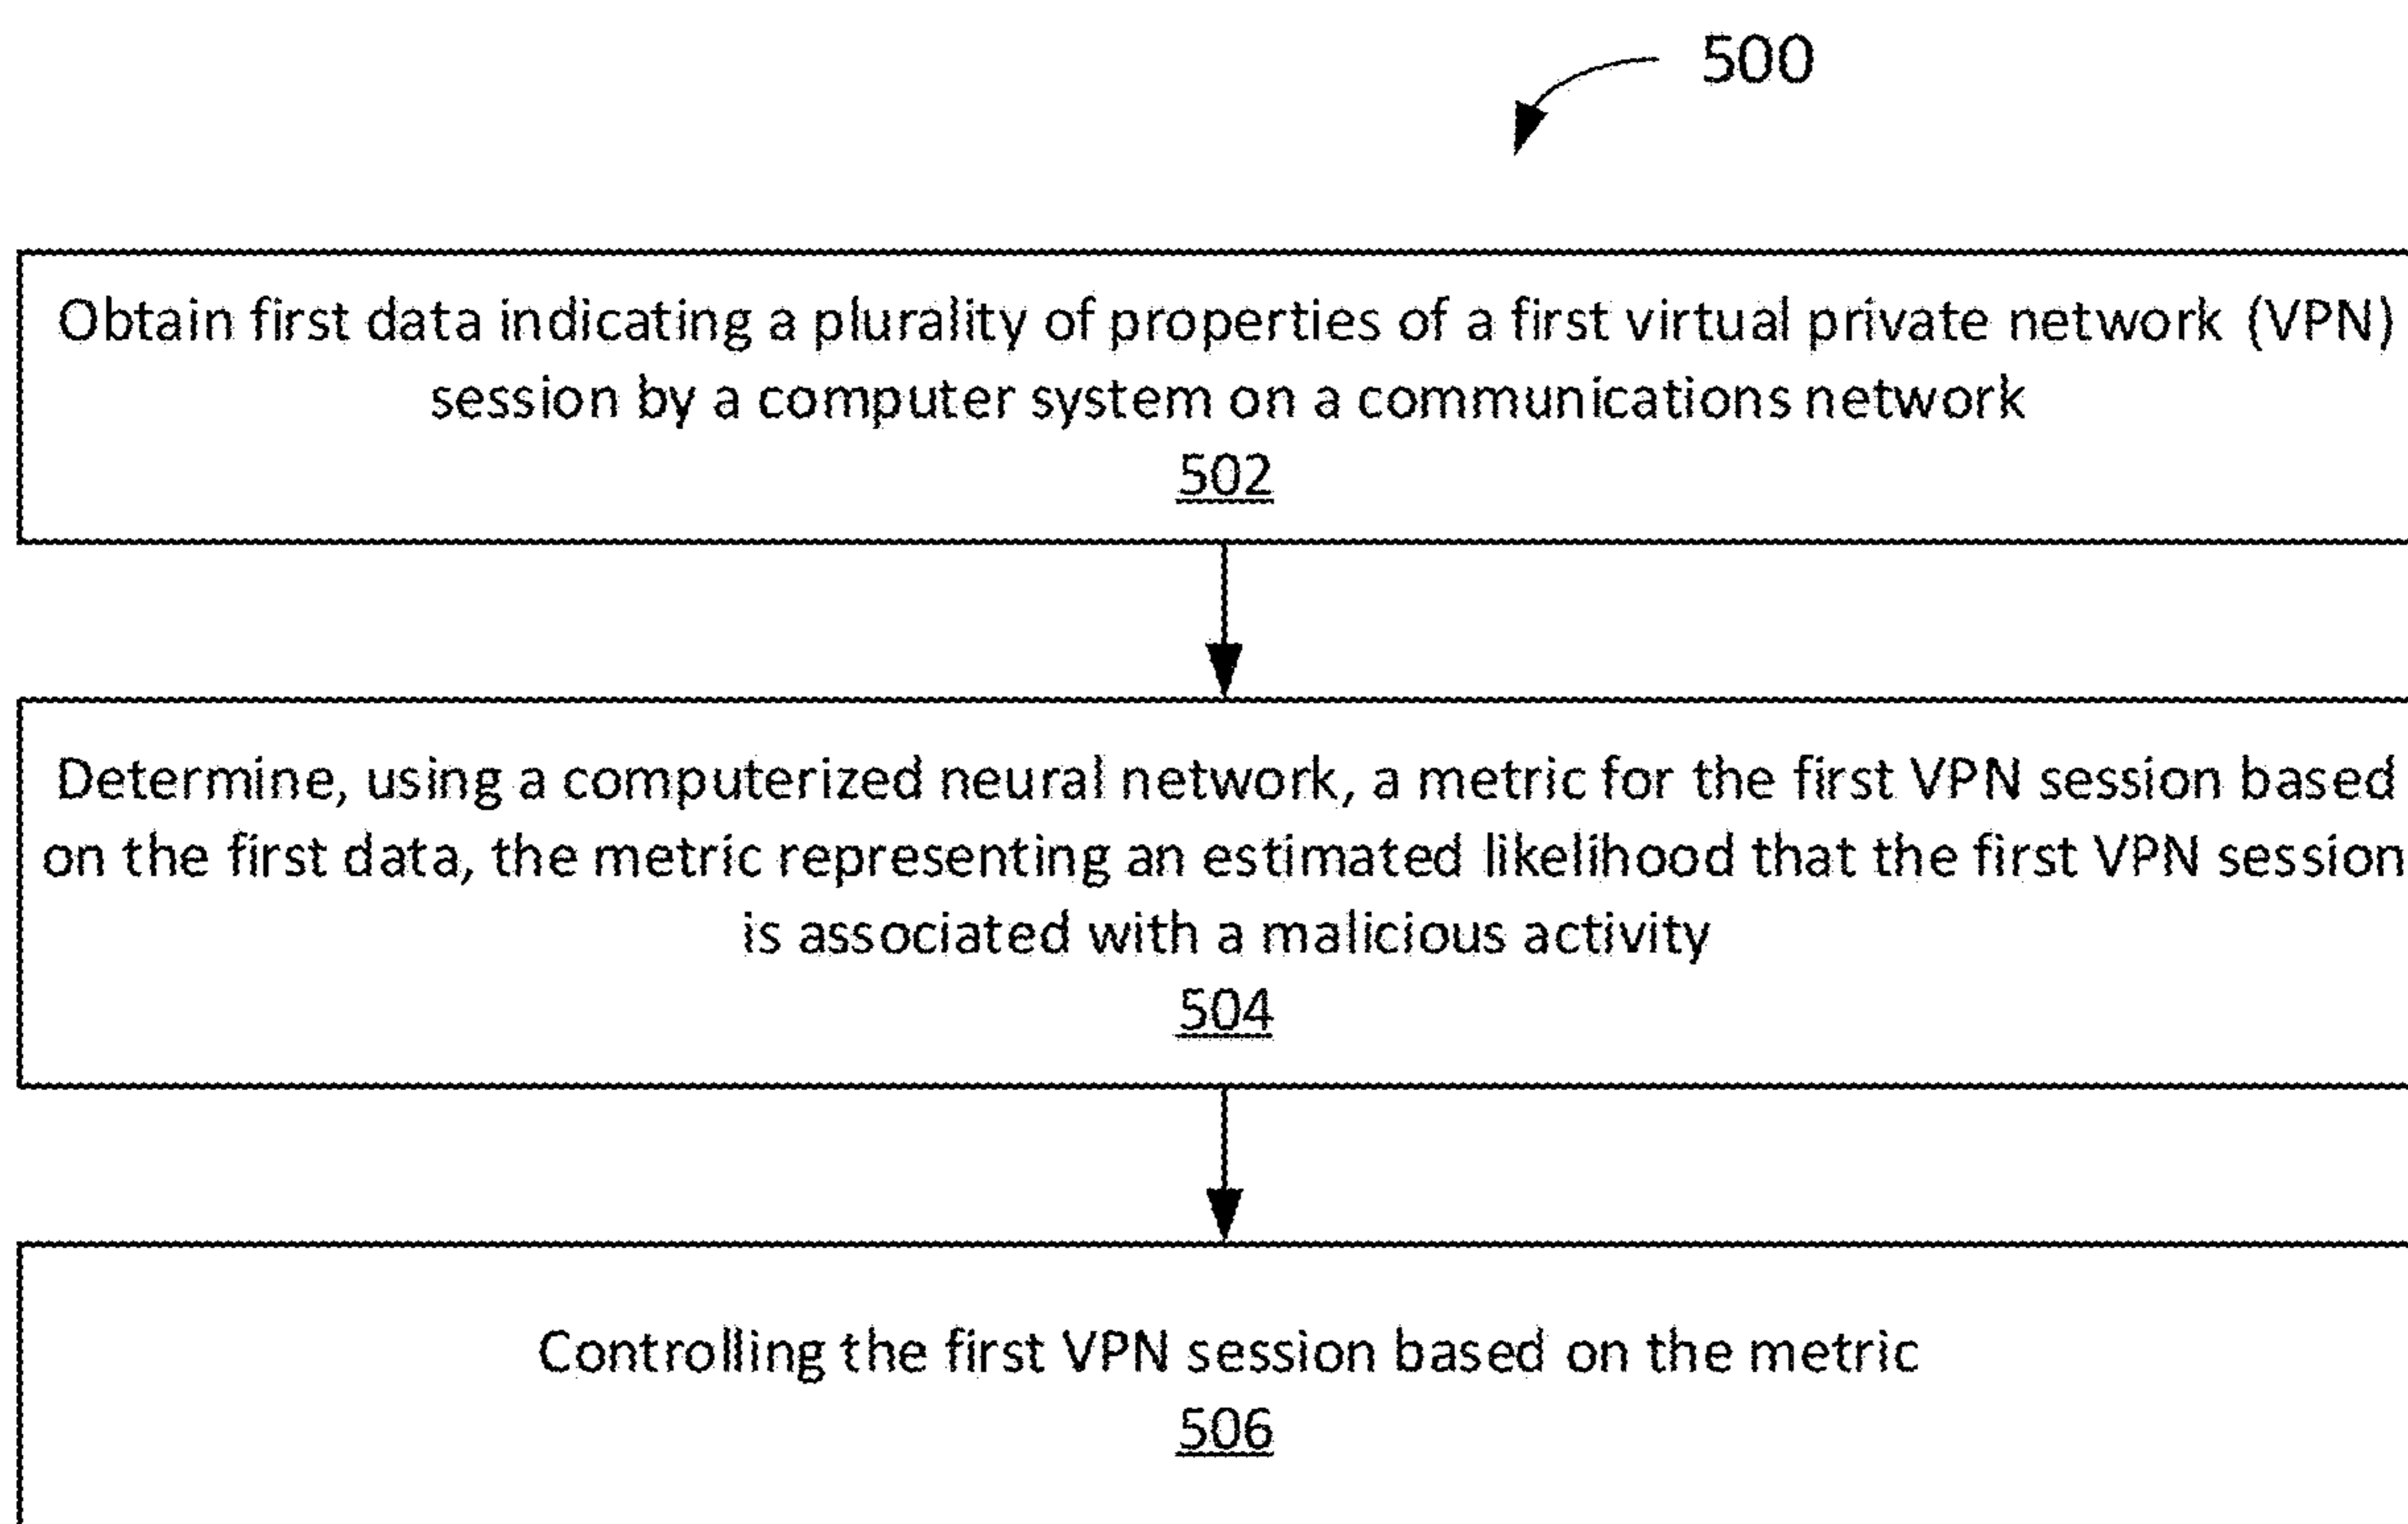 500
Obtain first data indicating a plurality of properties of a first virtual private network (VPN)
session by a computer system on a communications network
502
Determine, using a computerized neural network, a metric for the first VPN session based
on the first data, the metric representing an estimated likelihood that the first VPN session
is associated with a malicious activity
504
Controlling the first VPN session based on the metric
506